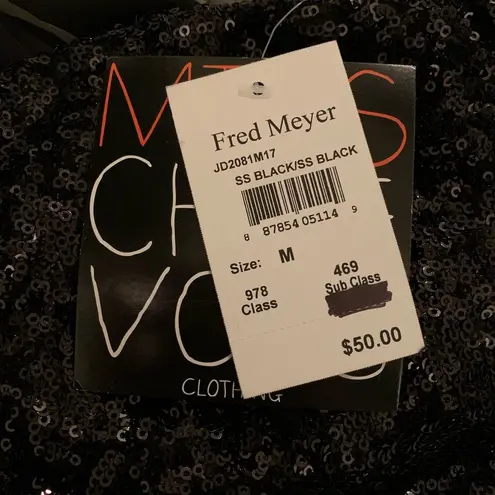 Fred Meyer
JD2081M17
SS BLACK/SS BLACK
8 87854 05114 9
Size: M
978 469
Class Sub Class
$50.00